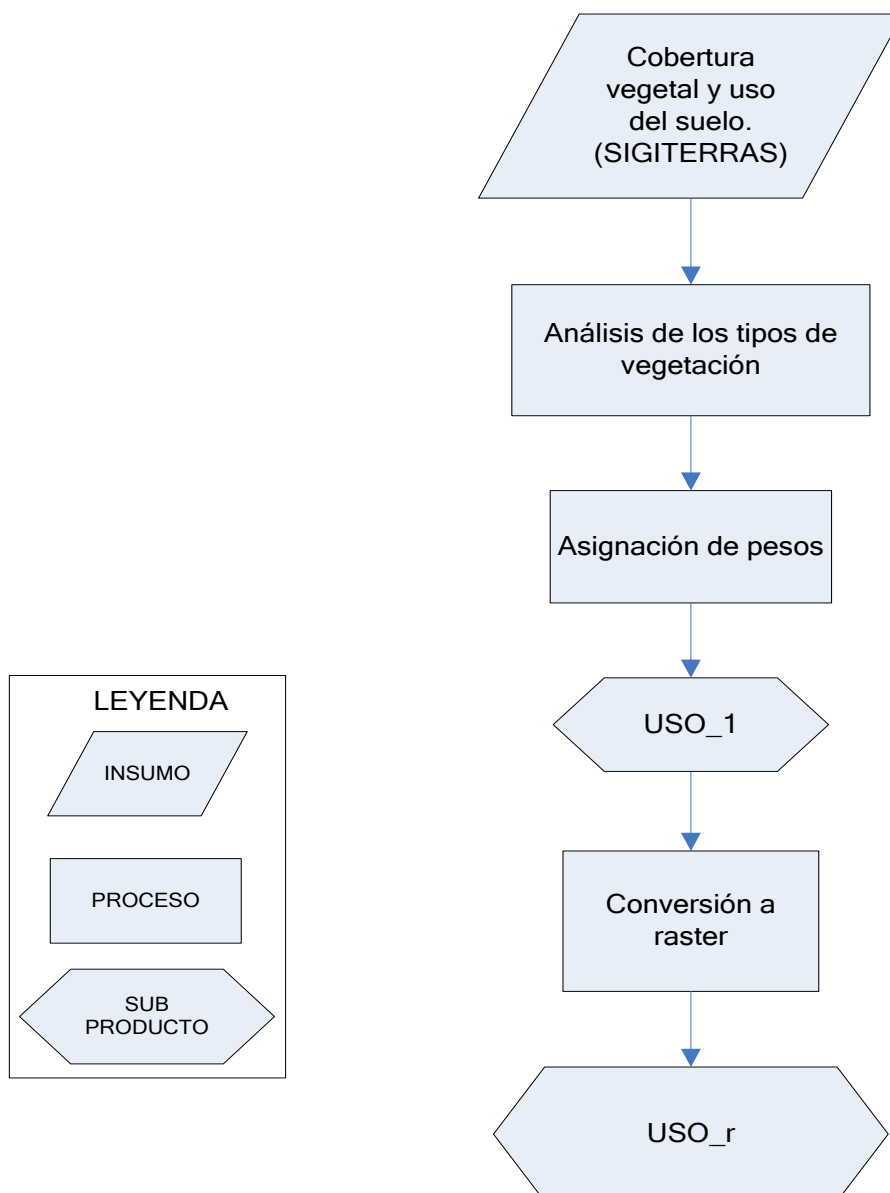 Cobertura
vegetal y uso
del suelo.
(SIGITERRAS)
Análisis de los tipos de
vegetación
Asignación de pesos
USO_1
Conversión a
raster
USO_r
LEYENDA
INSUMO
PROCESO
SUB
PRODUCTO